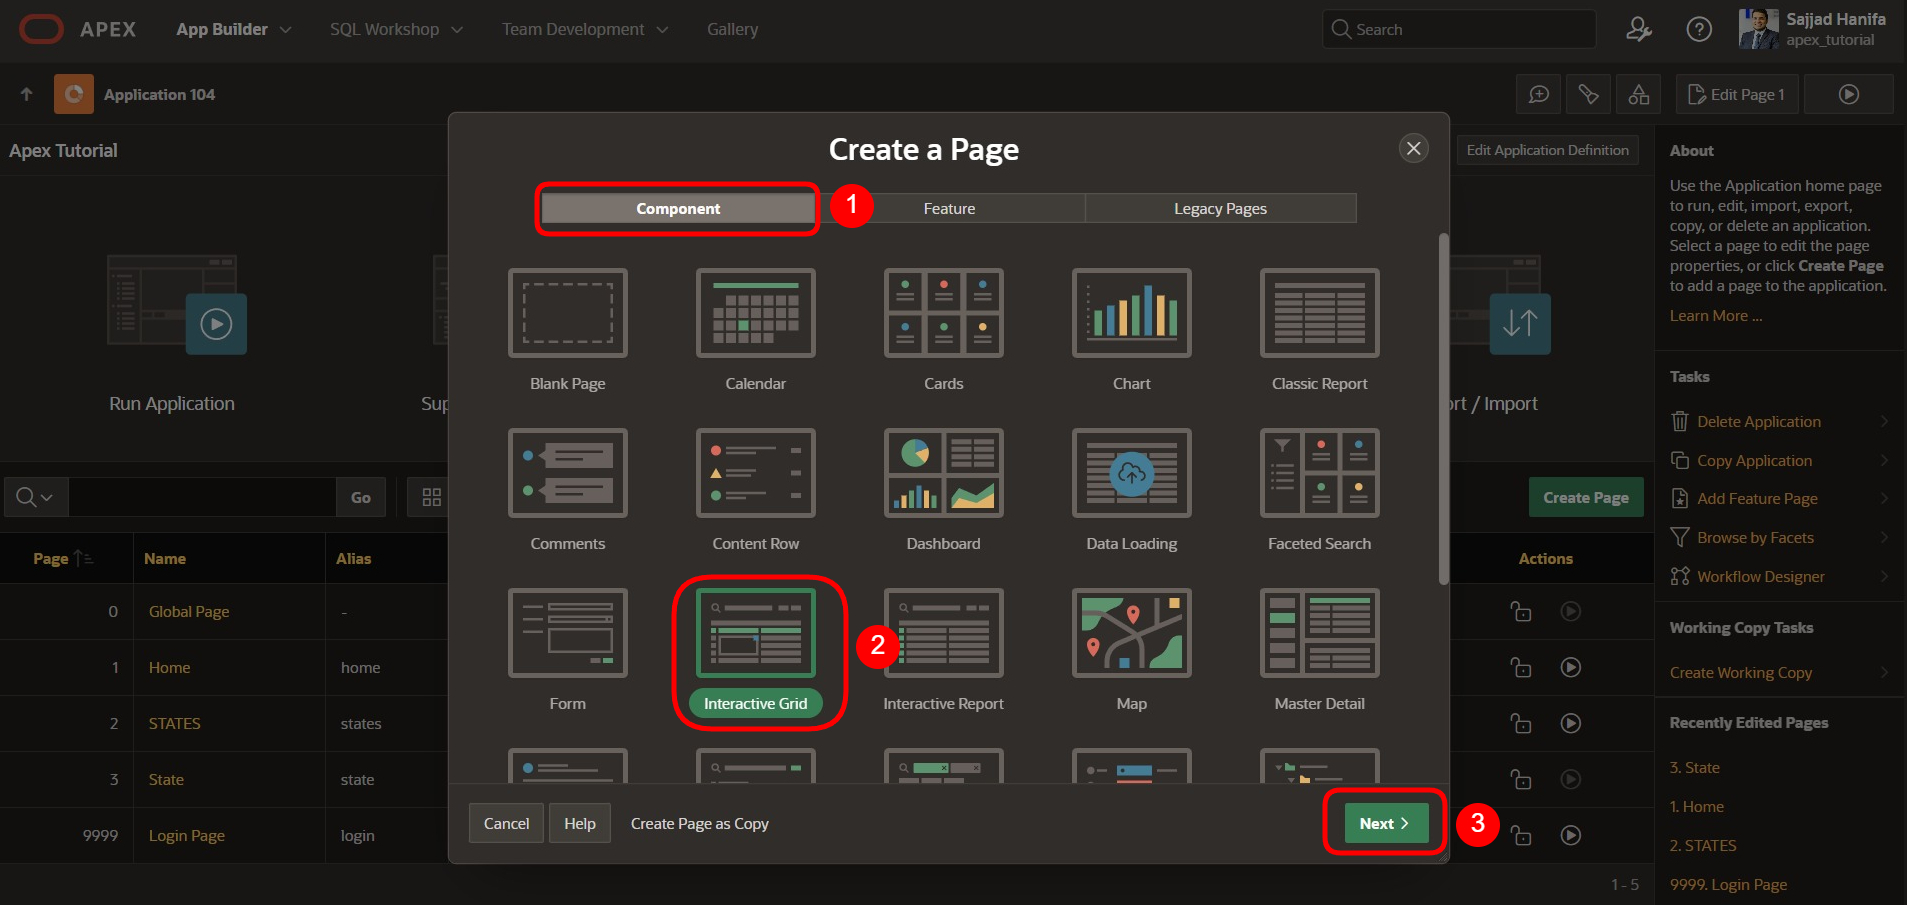 APEX
App Builder
SQL Workshop
Team Development
Gallery
Search
Sajjad Hanifa
apex_tutorial
Application 104
Edit Page 1
Apex Tutorial
Edit Application Definition
Run Application
Sup
ort / Import
Go
Create Page
Page
Name
Alias
Actions
0
Global Page
-
1
Home
home
2
STATES
states
3
State
state
9999
Login Page
login
1 - 5
Create a Page
Component
1
Feature
Legacy Pages
Blank Page
Calendar
Cards
Chart
Classic Report
Comments
Content Row
Dashboard
Data Loading
Faceted Search
Form
Interactive Grid
2
Interactive Report
Map
Master Detail
Cancel
Help
Create Page as Copy
Next
3
About
Use the Application home page
to run, edit, import, export,
copy, or delete an application.
Select a page to edit the page
properties, or click Create Page
to add a page to the application.
Learn More ...
Tasks
Delete Application
Copy Application
Add Feature Page
Browse by Facets
Workflow Designer
Working Copy Tasks
Create Working Copy
Recently Edited Pages
3. State
1. Home
2. STATES
9999. Login Page